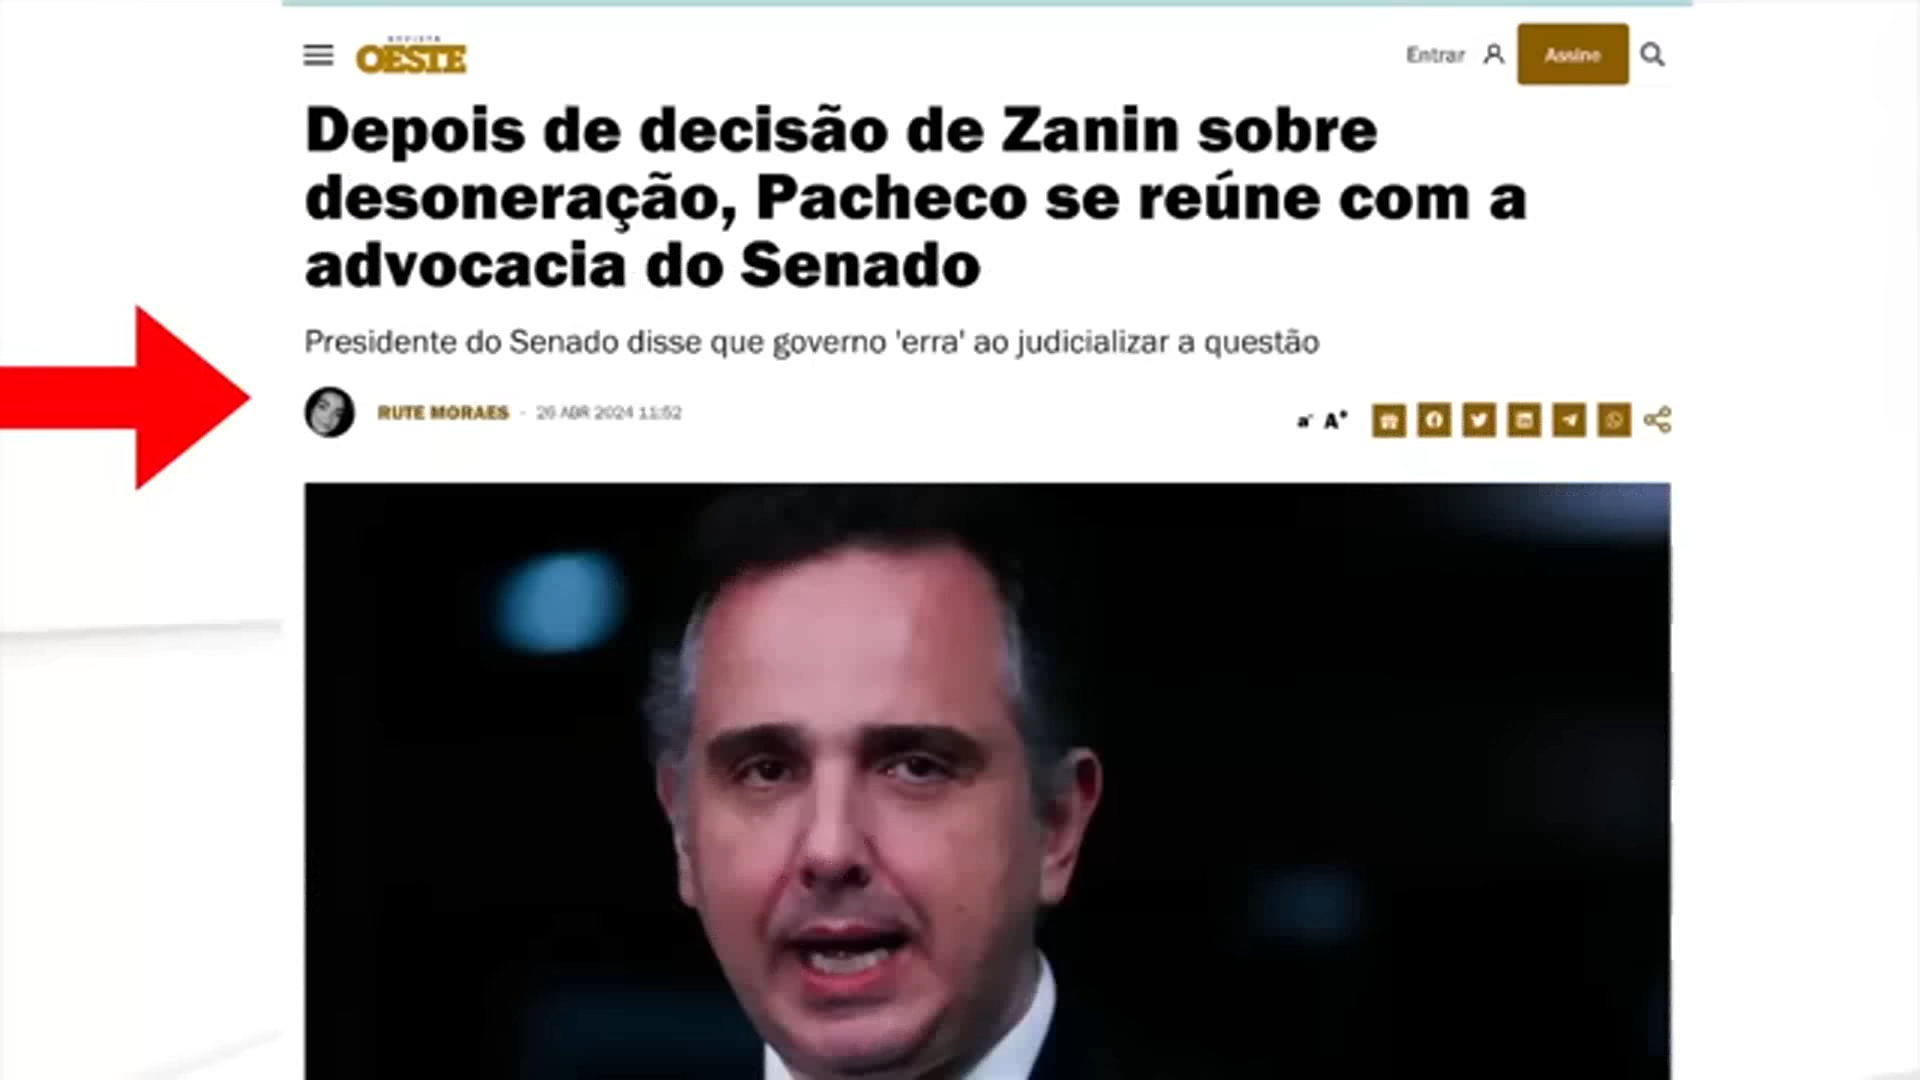 REVISTA
OESTE
Entrar
Assine
Depois de decisão de Zanin sobre
desoneração, Pacheco se reúne com a
advocacia do Senado
Presidente do Senado disse que governo 'erra' ao judicializar a questão
RUTE MORAES - 26 ABR 2024 11:52
a- A+